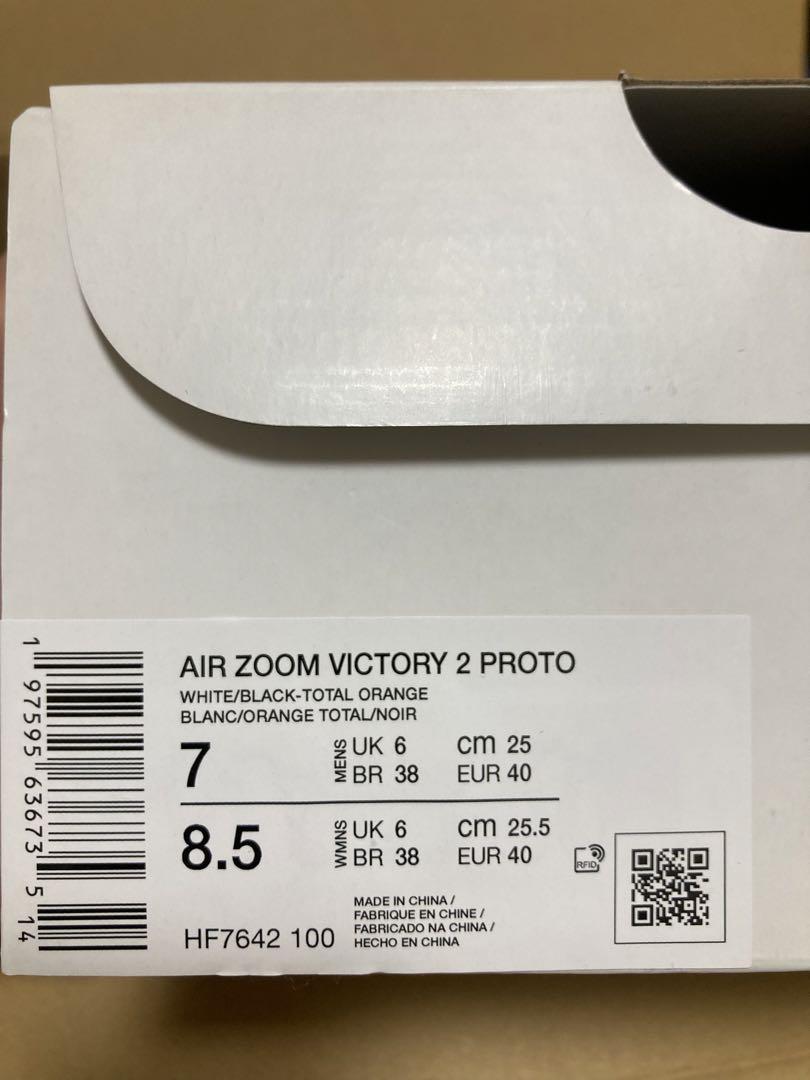 AIR ZOOM VICTORY 2 PROTO
WHITE/BLACK-TOTAL ORANGE
BLANC/ORANGE TOTAL/NOIR
7 MENS UK 6 cm 25
BR 38 EUR 40
8.5 WMNS UK 6 cm 25.5
BR 38 EUR 40
RFID
HF7642 100
MADE IN CHINA /
FABRIQUE EN CHINE /
FABRICADO NA CHINA /
HECHO EN CHINA
1 97595 63673 5 14